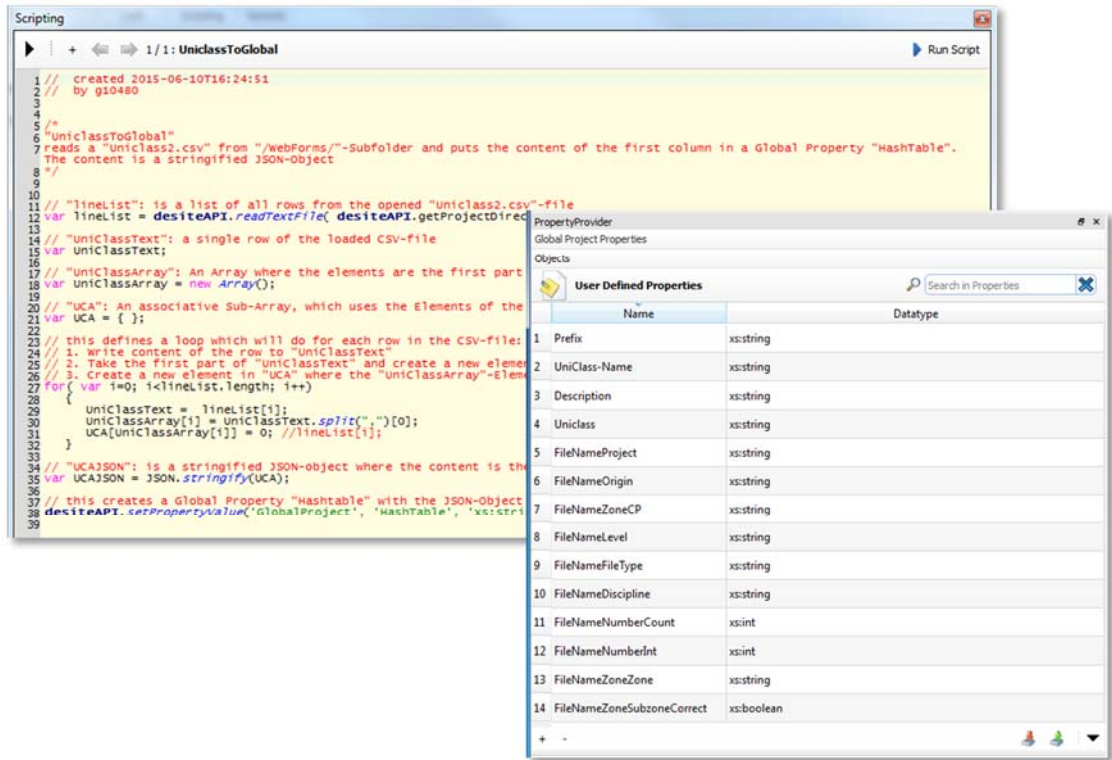 Scripting
1/1: UniclassToGlobal
Run Script
1 // created 2015-06-10T16:24:51
2 // by g10480
3
4
5 /*
6 "UniclassToGlobal"
7 reads a "Uniclass2.csv" from "/WebForms/"-Subfolder and puts the content of the first column in a Global Property "HashTable".
The content is a stringified JSON-Object
8 */
9
10
11 // "lineList": is a list of all rows from the opened "Uniclass2.csv"-file
12 var lineList = desiteAPI.readTextFile( desiteAPI.getProjectDirec
13
14 // "UniClassText": a single row of the loaded CSV-file
15 var UniClassText;
16
17 // "UniClassArray": An Array where the elements are the first part
18 var UniClassArray = new Array();
19
20 // "UCA": An associative Sub-Array, which uses the Elements of the
21 var UCA = { };
22
23 // this defines a loop which will do for each row in the CSV-file:
24 // 1. Write content of the row to "UniClassText"
25 // 2. Take the first part of "UniClassText" and create a new elemen
26 // 3. Create a new element in "UCA" where the "UniClassArray"-Eleme
27 for( var i=0; i<lineList.length; i++)
28 {
29 UniClassText = lineList[i];
30 UniClassArray[i] = UniClassText.split(",")[0];
31 UCA[UniClassArray[i]] = 0; //lineList[i];
32 }
33
34 // "UCAJSON": is a stringified JSON-object where the content is the
35 var UCAJSON = JSON.stringify(UCA);
36
37 // this creates a Global Property "Hashtable" with the JSON-Object
38 desiteAPI.setPropertyValue('GlobalProject', 'HashTable', 'xs:stri
39
PropertyProvider
Global Project Properties
Objects
User Defined Properties
Search in Properties
Name Datatype
1 Prefix xs:string
2 UniClass-Name xs:string
3 Description xs:string
4 Uniclass xs:string
5 FileNameProject xs:string
6 FileNameOrigin xs:string
7 FileNameZoneCP xs:string
8 FileNameLevel xs:string
9 FileNameFileType xs:string
10 FileNameDiscipline xs:string
11 FileNameNumberCount xs:int
12 FileNameNumberInt xs:int
13 FileNameZoneZone xs:string
14 FileNameZoneSubzoneCorrect xs:boolean
+ -